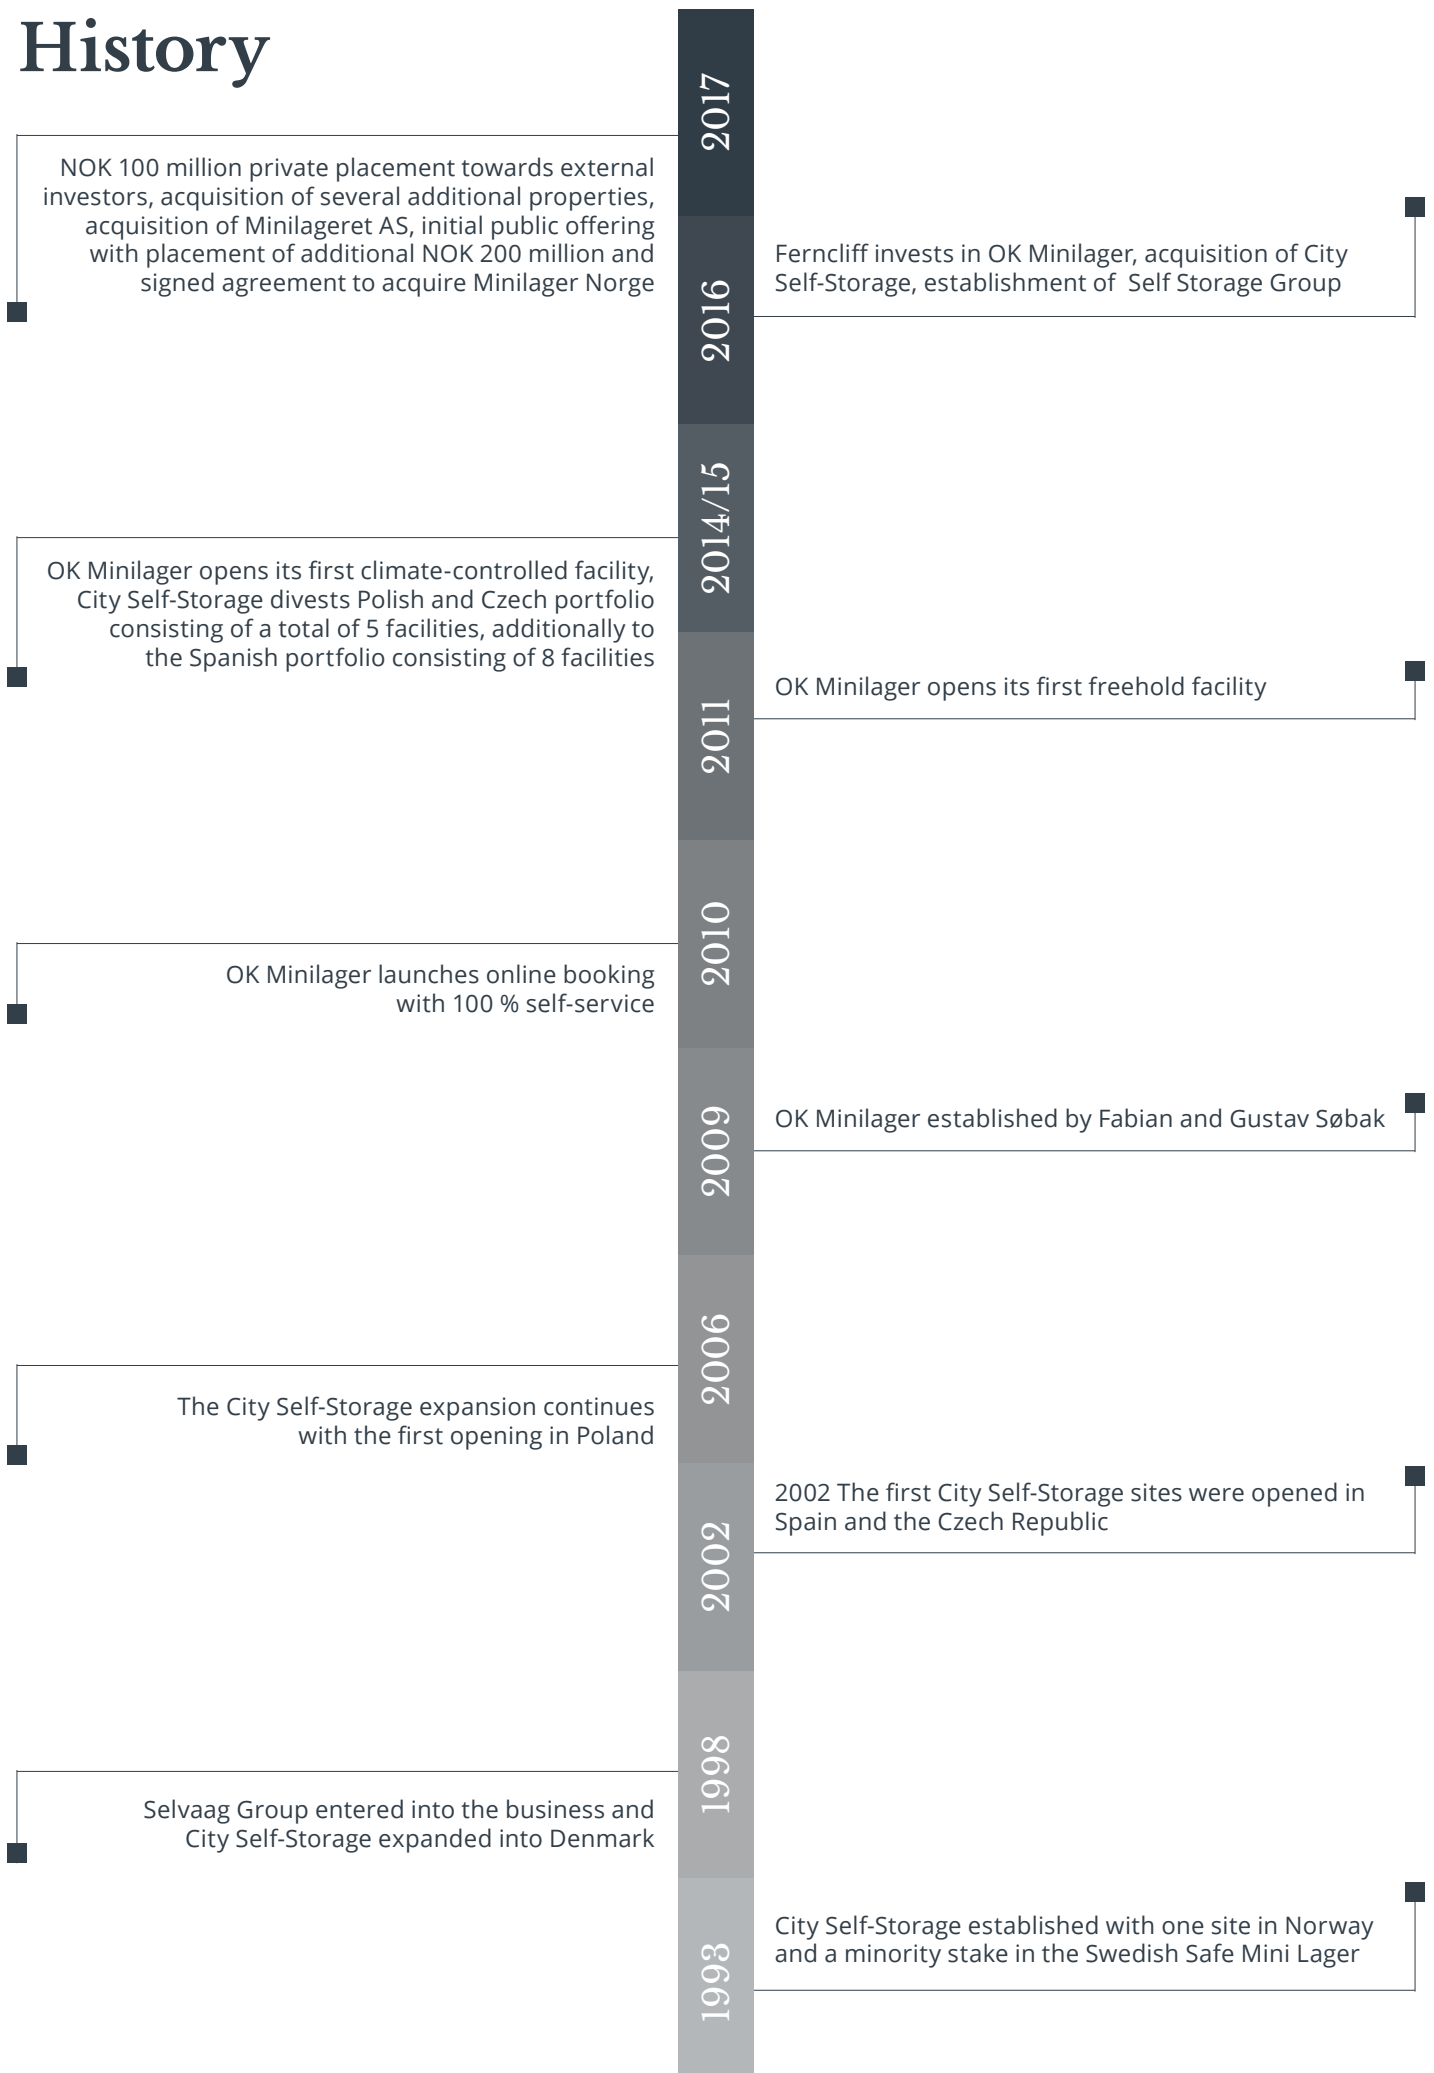 History
2017
NOK 100 million private placement towards external
investors, acquisition of several additional properties,
acquisition of Minilageret AS, initial public offering
with placement of additional NOK 200 million and
signed agreement to acquire Minilager Norge
2016
Ferncliff invests in OK Minilager, acquisition of City
Self-Storage, establishment of  Self Storage Group
2014/15
OK Minilager opens its first climate-controlled facility,
City Self-Storage divests Polish and Czech portfolio
consisting of a total of 5 facilities, additionally to
the Spanish portfolio consisting of 8 facilities
2011
OK Minilager opens its first freehold facility
2010
OK Minilager launches online booking
with 100 % self-service
2009
OK Minilager established by Fabian and Gustav Søbak
2006
The City Self-Storage expansion continues
with the first opening in Poland
2002
2002 The first City Self-Storage sites were opened in
Spain and the Czech Republic
1998
Selvaag Group entered into the business and
City Self-Storage expanded into Denmark
1993
City Self-Storage established with one site in Norway
and a minority stake in the Swedish Safe Mini Lager